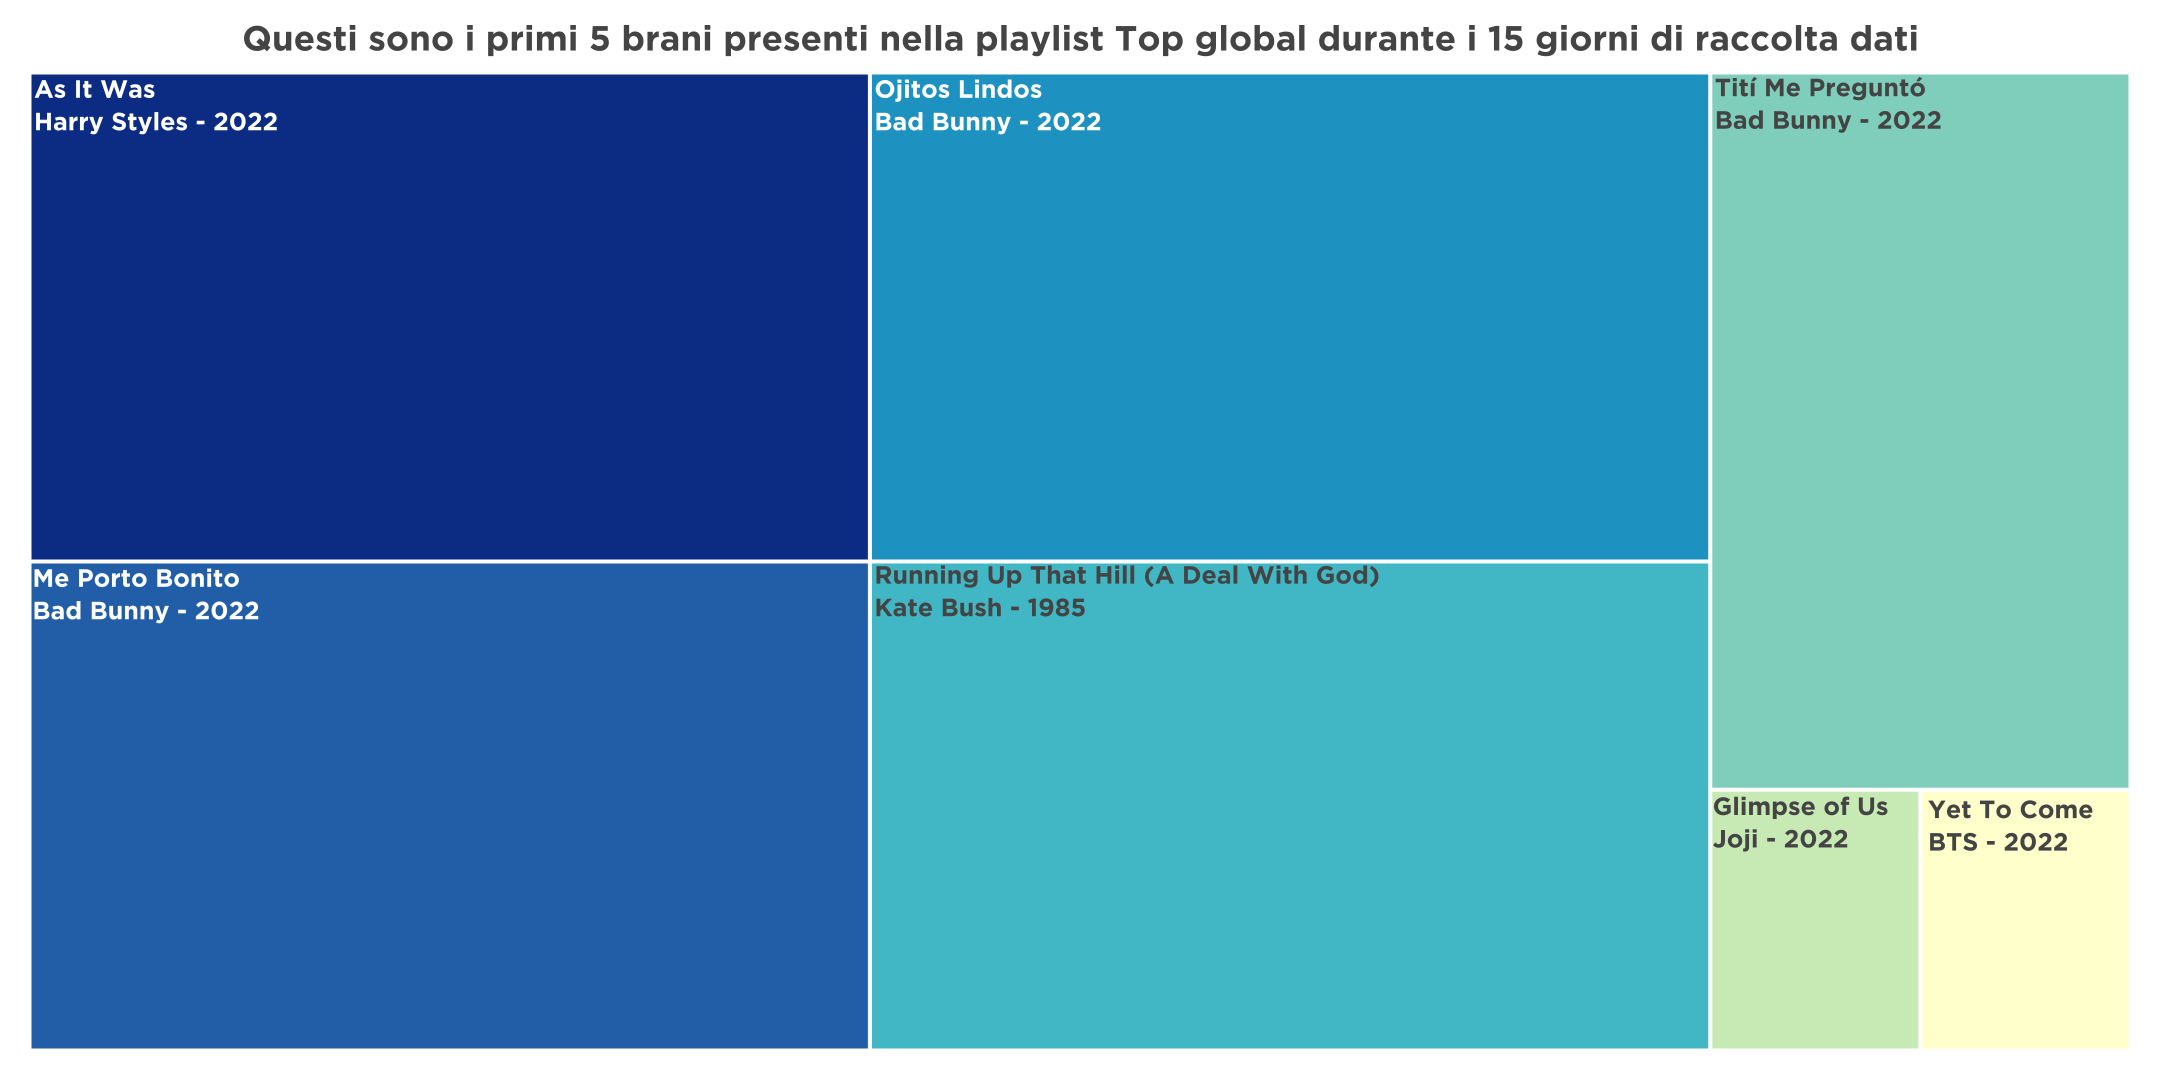 Questi sono i primi 5 brani presenti nella playlist Top global durante i 15 giorni di raccolta dati
As It Was
Harry Styles - 2022
Ojitos Lindos
Bad Bunny - 2022
Tití Me Preguntó
Bad Bunny - 2022
Me Porto Bonito
Bad Bunny - 2022
Running Up That Hill (A Deal With God)
Kate Bush - 1985
Glimpse of Us
Joji - 2022
Yet To Come
BTS - 2022